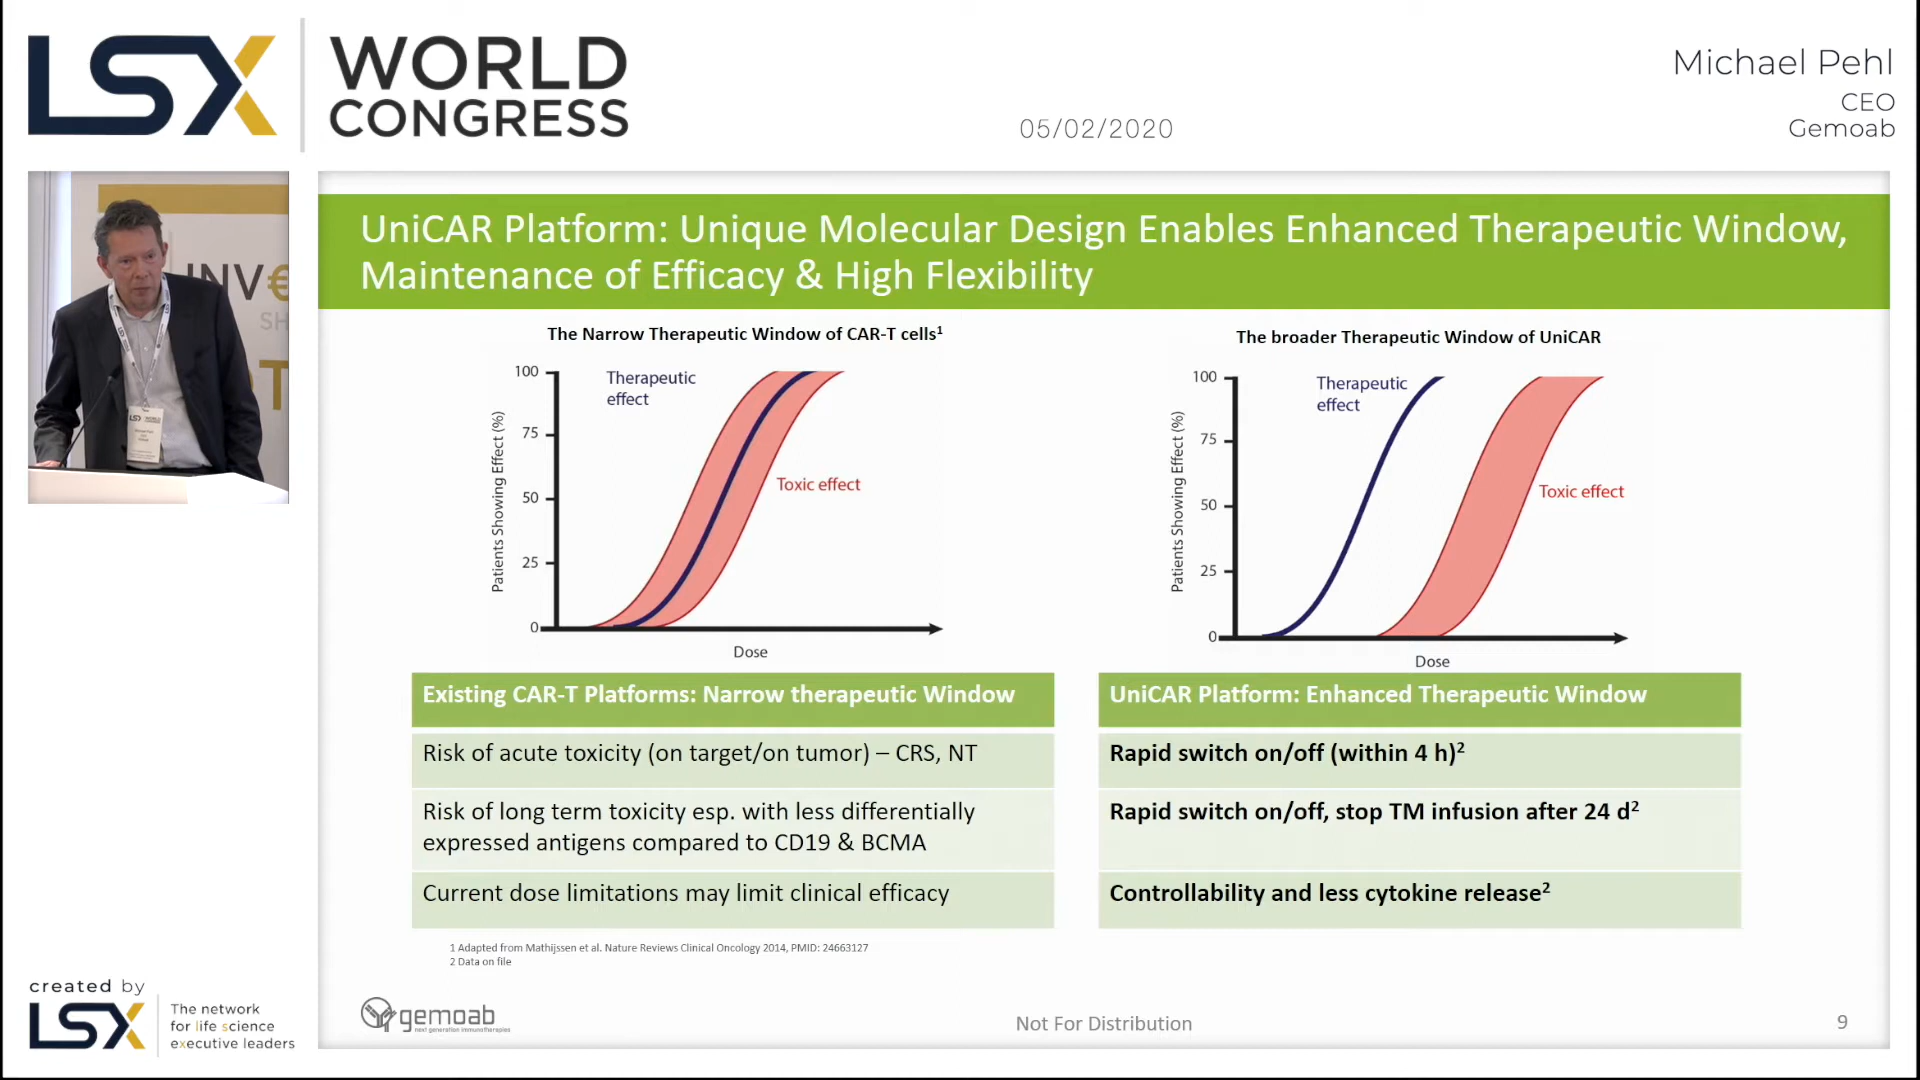 LSX
WORLD
CONGRESS
05/02/2020
Michael Pehl
CEO
Gemoab
INV€
SH
UniCAR Platform: Unique Molecular Design Enables Enhanced Therapeutic Window,
Maintenance of Efficacy & High Flexibility
The Narrow Therapeutic Window of CAR-T cells¹
Patients Showing Effect (%)
100
75
50
25
0
Therapeutic
effect
Toxic effect
Dose
The broader Therapeutic Window of UniCAR
Patients Showing Effect (%)
100
75
50
25
0
Therapeutic
effect
Toxic effect
Dose
Existing CAR-T Platforms: Narrow therapeutic Window
Risk of acute toxicity (on target/on tumor) – CRS, NT
Risk of long term toxicity esp. with less differentially
expressed antigens compared to CD19 & BCMA
Current dose limitations may limit clinical efficacy
UniCAR Platform: Enhanced Therapeutic Window
Rapid switch on/off (within 4 h)²
Rapid switch on/off, stop TM infusion after 24 d²
Controllability and less cytokine release²
1 Adapted from Mathijssen et al. Nature Reviews Clinical Oncology 2014, PMID: 24663127
2 Data on file
gemoab
next generation immunotherapies
Not For Distribution
9
created by
LSX
The network
for life science
executive leaders